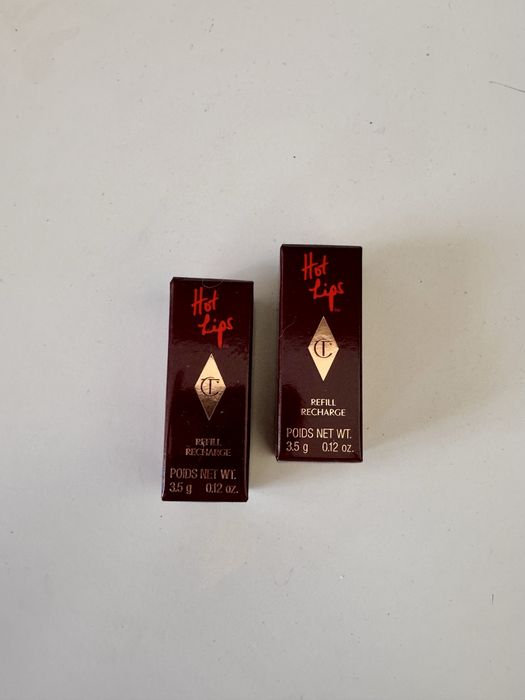 Hot
Lips
CT
REFILL
RECHARGE
POIDS NET WT.
3.5 g 0.12 oz.
Hot
Lips
CT
REFILL
RECHARGE
POIDS NET WT.
3.5 g 0.12 oz.